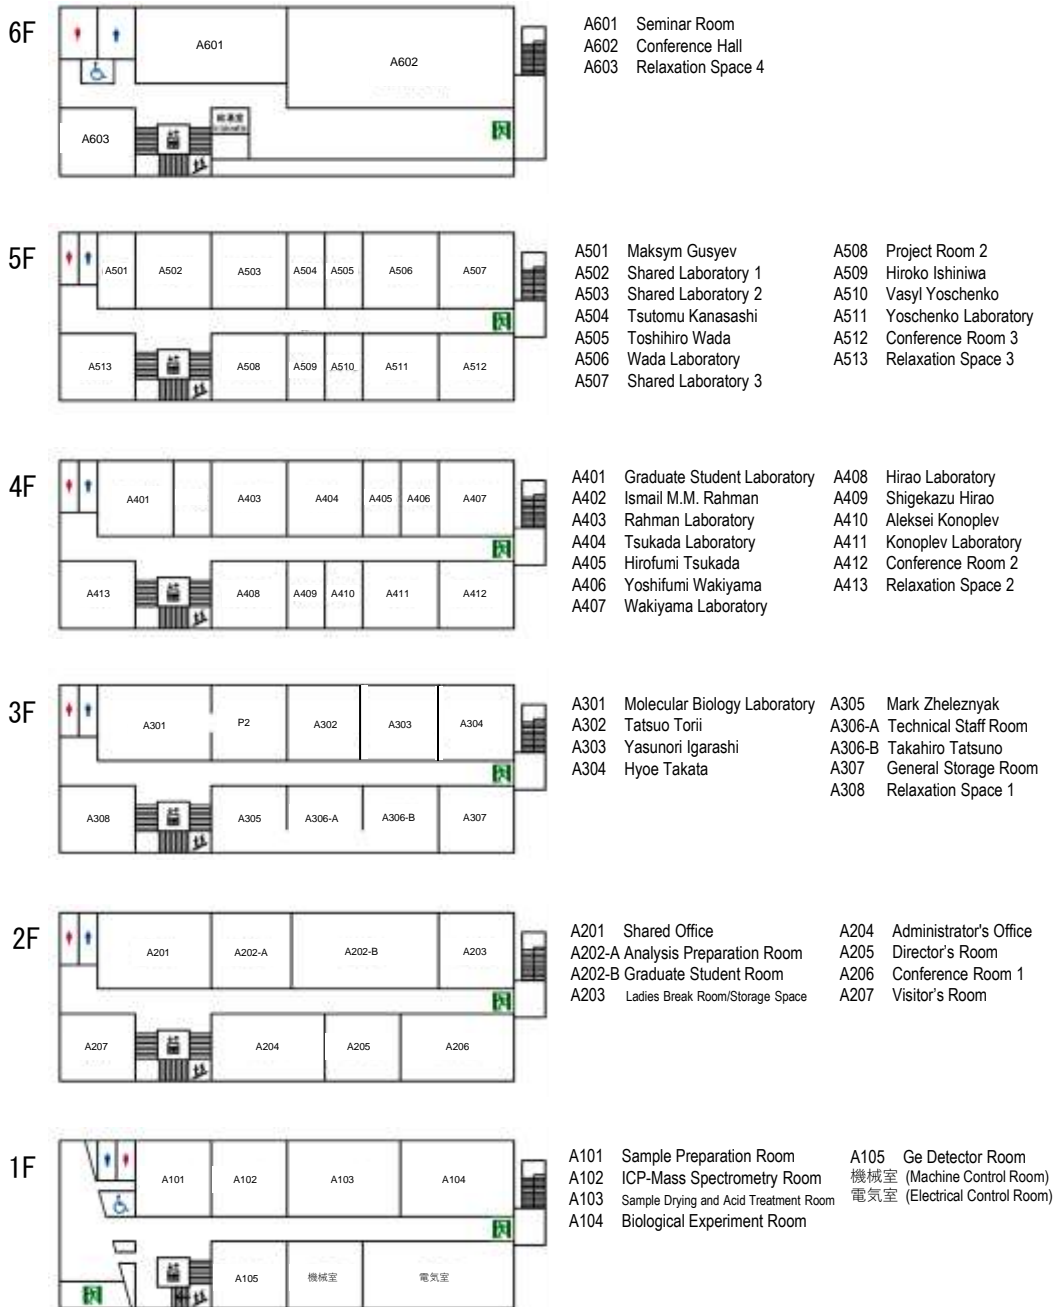 6F
A601
A602
A603
給湯室
A601 Seminar Room
A602 Conference Hall
A603 Relaxation Space 4
5F
A501 A502 A503 A504 A505 A506 A507
A513 A508 A509 A510 A511 A512
A501 Maksym Gusyev
A502 Shared Laboratory 1
A503 Shared Laboratory 2
A504 Tsutomu Kanasashi
A505 Toshihiro Wada
A506 Wada Laboratory
A507 Shared Laboratory 3
A508 Project Room 2
A509 Hiroko Ishiniwa
A510 Vasyl Yoschenko
A511 Yoschenko Laboratory
A512 Conference Room 3
A513 Relaxation Space 3
4F
A401 A403 A404 A405 A406 A407
A413 A408 A409 A410 A411 A412
A401 Graduate Student Laboratory
A402 Ismail M.M. Rahman
A403 Rahman Laboratory
A404 Tsukada Laboratory
A405 Hirofumi Tsukada
A406 Yoshifumi Wakiyama
A407 Wakiyama Laboratory
A408 Hirao Laboratory
A409 Shigekazu Hirao
A410 Aleksei Konoplev
A411 Konoplev Laboratory
A412 Conference Room 2
A413 Relaxation Space 2
3F
A301 P2 A302 A303 A304
A308 A305 A306-A A306-B A307
A301 Molecular Biology Laboratory
A302 Tatsuo Torii
A303 Yasunori Igarashi
A304 Hyoe Takata
A305 Mark Zheleznyak
A306-A Technical Staff Room
A306-B Takahiro Tatsuno
A307 General Storage Room
A308 Relaxation Space 1
2F
A201 A202-A A202-B A203
A207 A204 A205 A206
A201 Shared Office
A202-A Analysis Preparation Room
A202-B Graduate Student Room
A203 Ladies Break Room/Storage Space
A204 Administrator's Office
A205 Director's Room
A206 Conference Room 1
A207 Visitor's Room
1F
A101 A102 A103 A104
A105 機械室 電気室
A101 Sample Preparation Room
A102 ICP-Mass Spectrometry Room
A103 Sample Drying and Acid Treatment Room
A104 Biological Experiment Room
A105 Ge Detector Room
機械室 (Machine Control Room)
電気室 (Electrical Control Room)